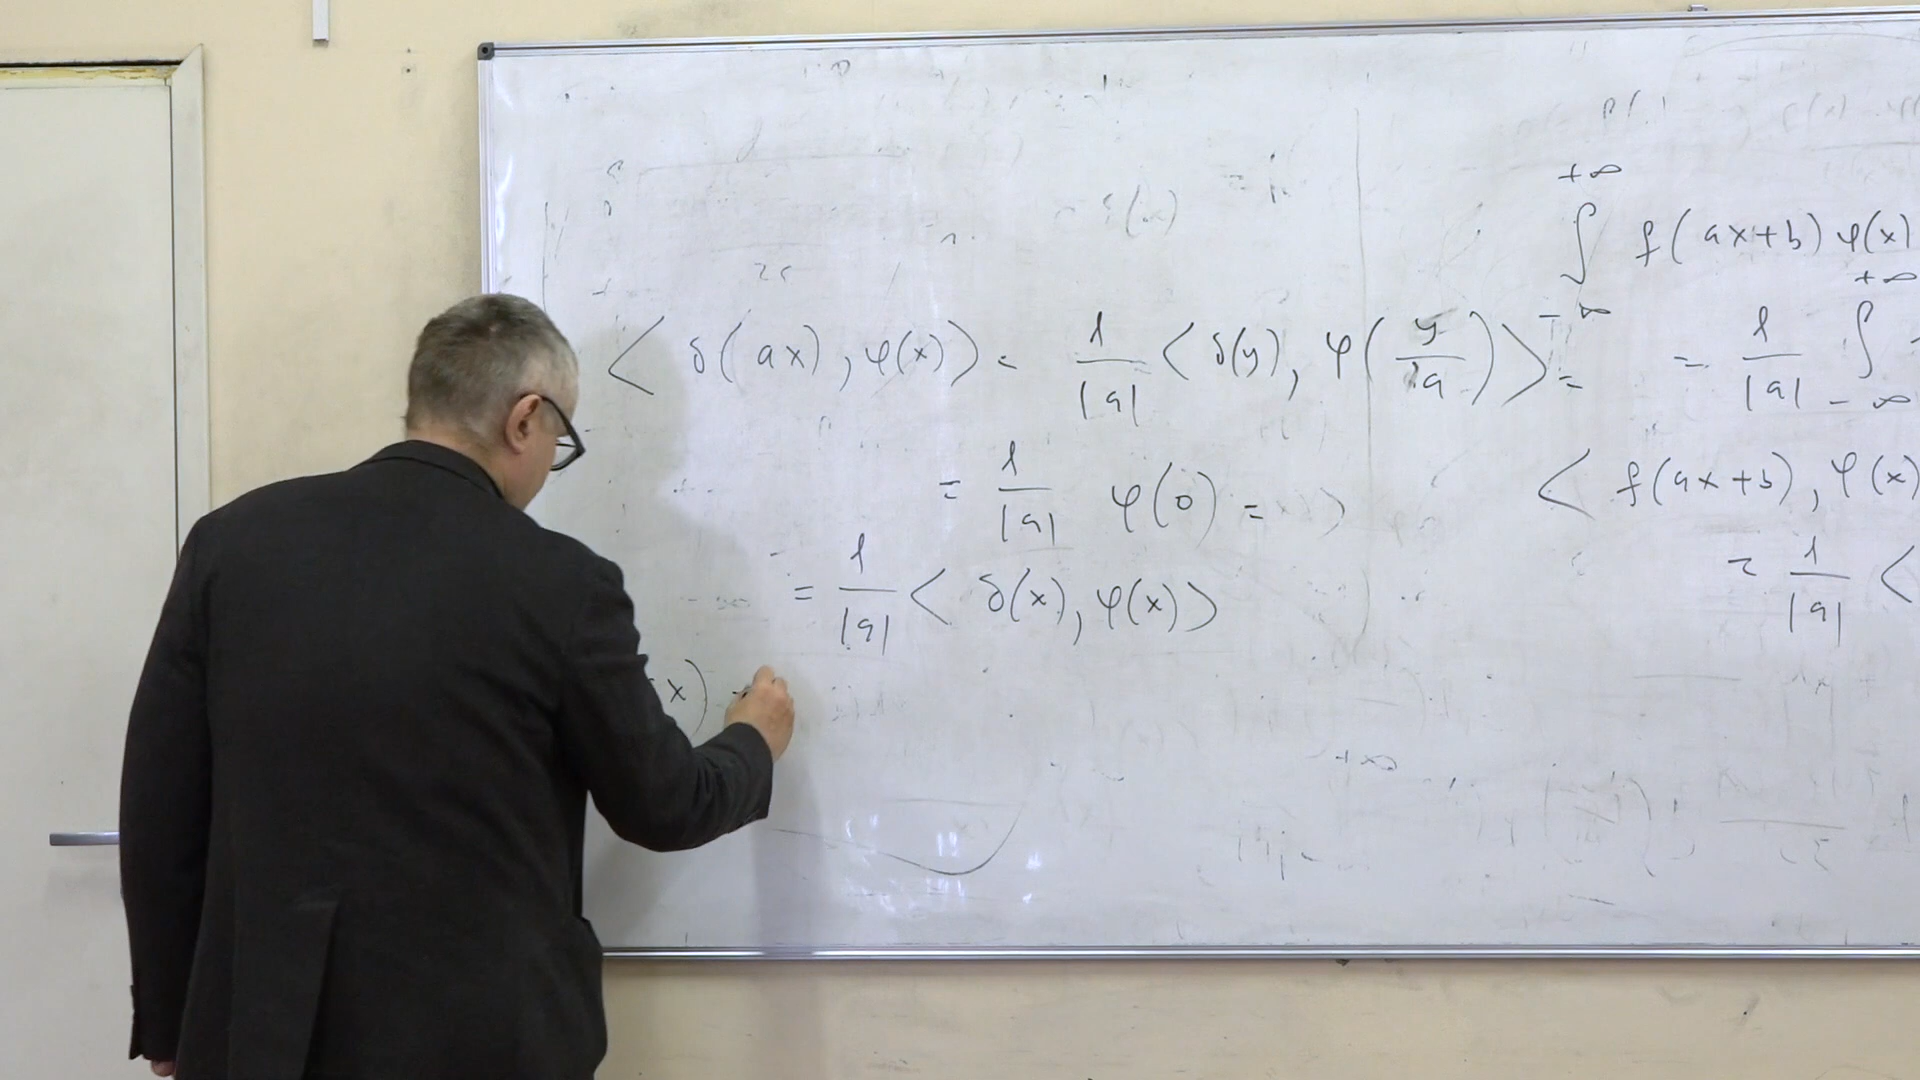 ⟨ δ(ax), φ(x) ⟩ = 1/|a| ⟨ δ(y), φ( y/a ) ⟩ =
= 1/|a| φ(0) =
= 1/|a| ⟨ δ(x), φ(x) ⟩
x) =
+∞ ∫ -∞ f(ax+b) φ(x)
= 1/|a| +∞ ∫ -∞
⟨ f(ax+b), φ(x)
= 1/|a| ⟨